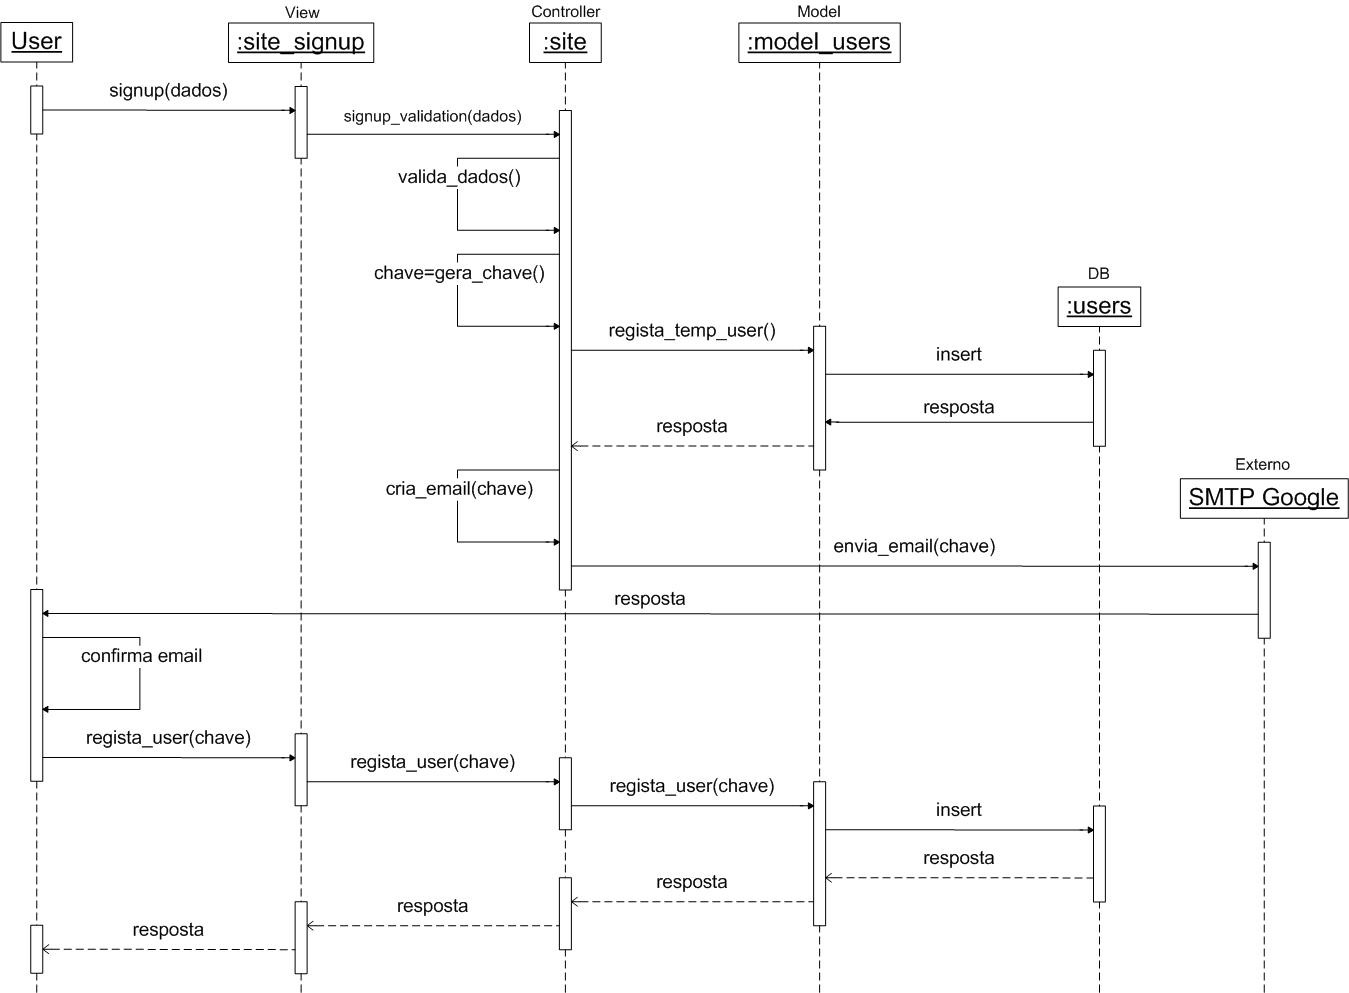 View
Controller
Model
User
:site_signup
:site
:model_users
signup(dados)
signup_validation(dados)
valida_dados()
chave=gera_chave()
DB
:users
regista_temp_user()
insert
resposta
resposta
Externo
SMTP Google
cria_email(chave)
envia_email(chave)
resposta
confirma email
regista_user(chave)
regista_user(chave)
regista_user(chave)
insert
resposta
resposta
resposta
resposta